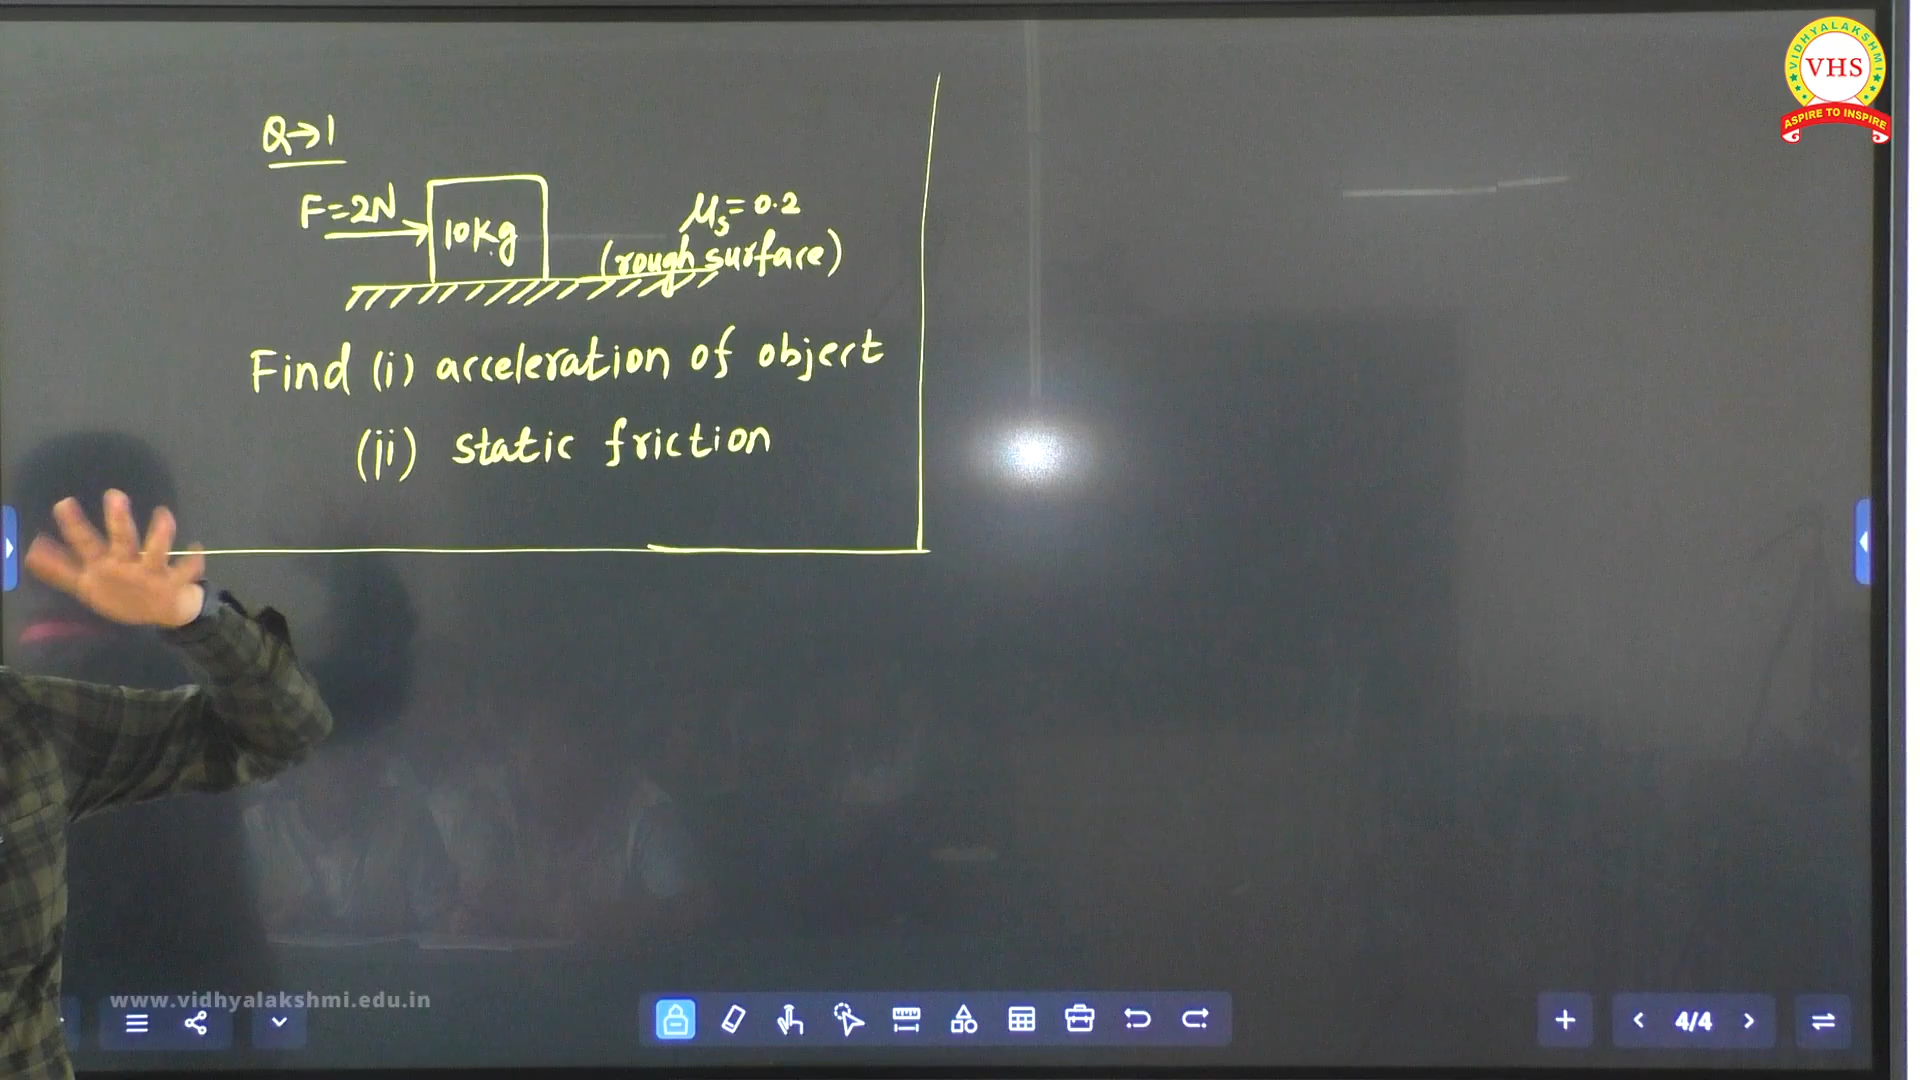 Q→1
F=2N
10Kg
μs=0.2
(rough surface)
Find (i) acceleration of object
(ii) static friction
VIDHYALAKSHMI
VHS
ASPIRE TO INSPIRE
www.vidhyalakshmi.edu.in
4/4